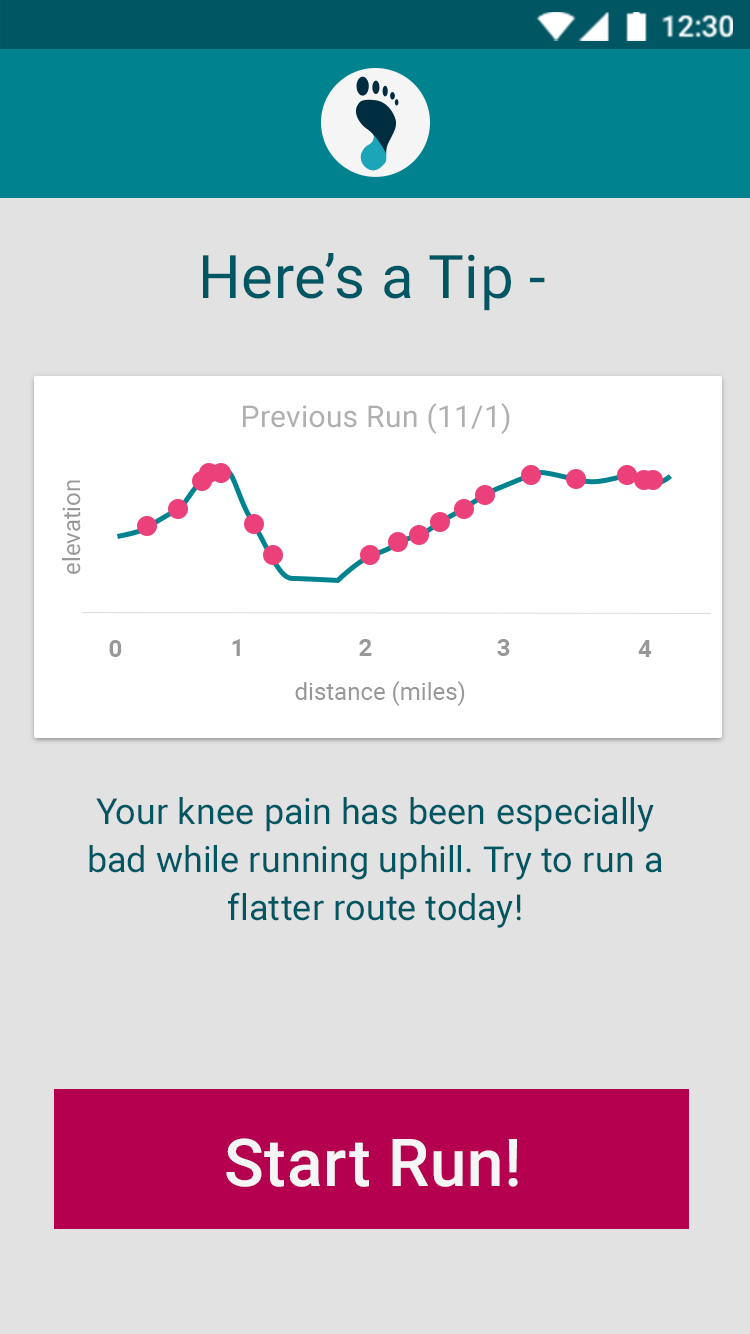 12:30
Here’s a Tip -
Previous Run (11/1)
elevation
0 1 2 3 4
distance (miles)
Your knee pain has been especially
bad while running uphill. Try to run a
flatter route today!
Start Run!